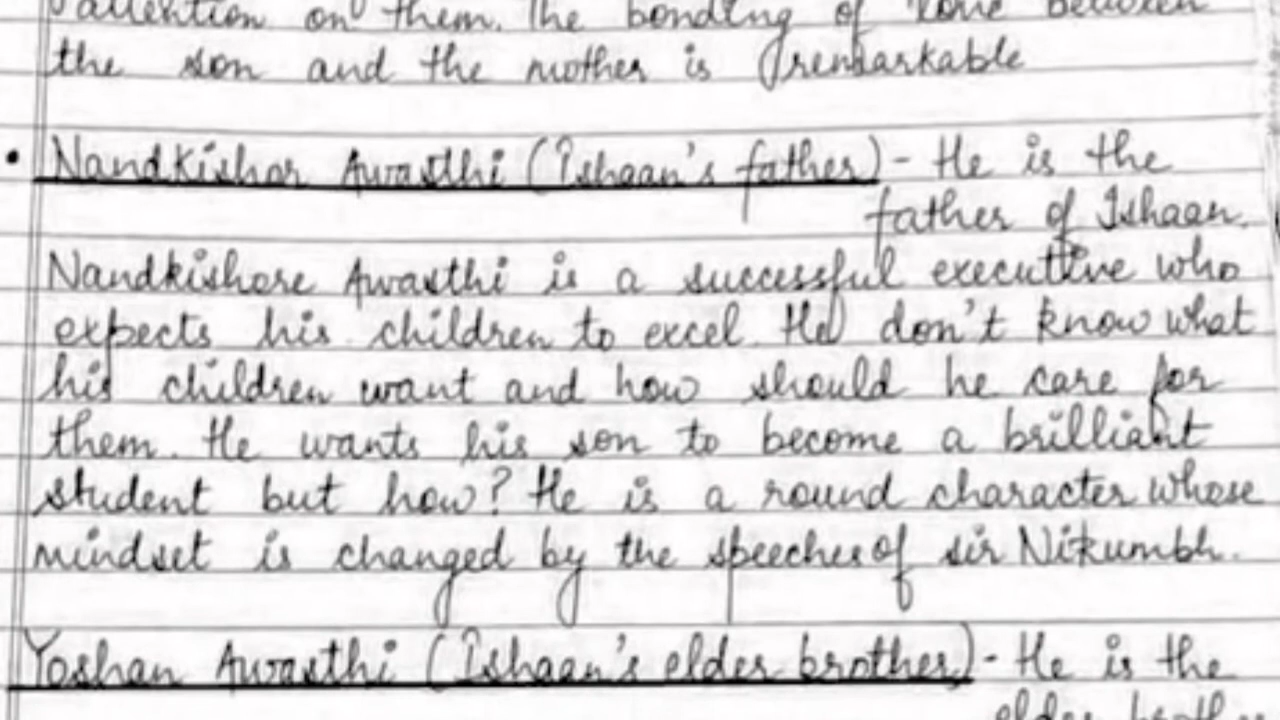 attention on them. The bonding of love between
the son and the mother is remarkable
• Nandkishor Awasthi (Ishaan's father) - He is the
father of Ishaan.
Nandkishore Awasthi is a successful executive who
expects his children to excel. He don't know what
his children want and how should he care for
them. He wants his son to become a brilliant
student but how? He is a round character whose
mindset is changed by the speeches of sir Nikumbh.
Yoshan Awasthi (Ishaan's elder brother) - He is the
elder brother